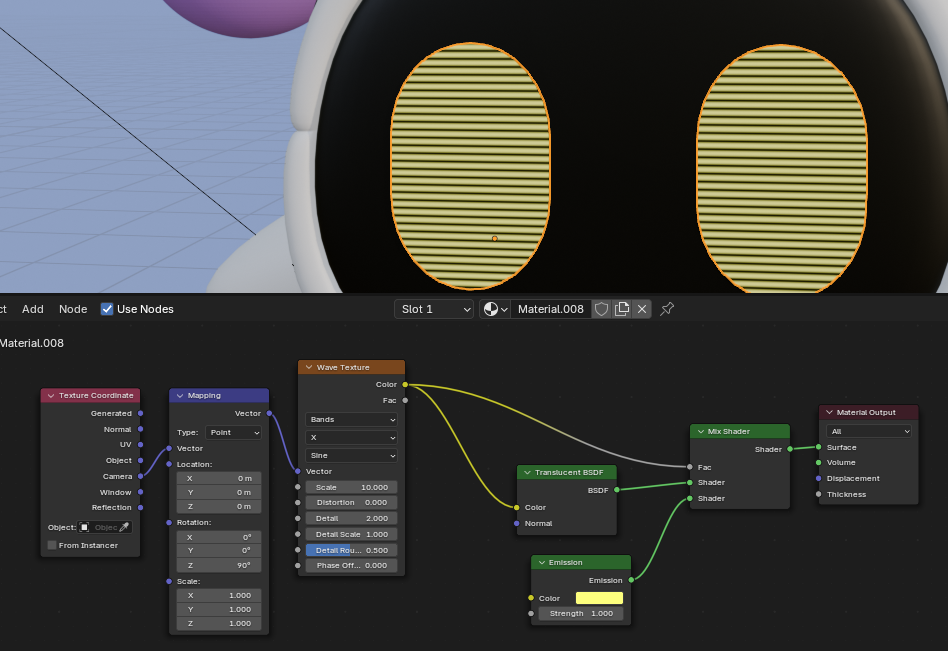 ct Add Node Use Nodes Slot 1 Material.008
Material.008
Texture Coordinate
Generated
Normal
UV
Object
Camera
Window
Reflection
Object: Objec
From Instancer
Mapping
Vector
Type: Point
Vector
Location:
X 0 m
Y 0 m
Z 0 m
Rotation:
X 0°
Y 0°
Z 90°
Scale:
X 1.000
Y 1.000
Z 1.000
Wave Texture
Color
Fac
Bands
X
Sine
Vector
Scale 10.000
Distortion 0.000
Detail 2.000
Detail Scale 1.000
Detail Rou... 0.500
Phase Off... 0.000
Translucent BSDF
BSDF
Color
Normal
Emission
Emission
Color
Strength 1.000
Mix Shader
Shader
Fac
Shader
Shader
Material Output
All
Surface
Volume
Displacement
Thickness